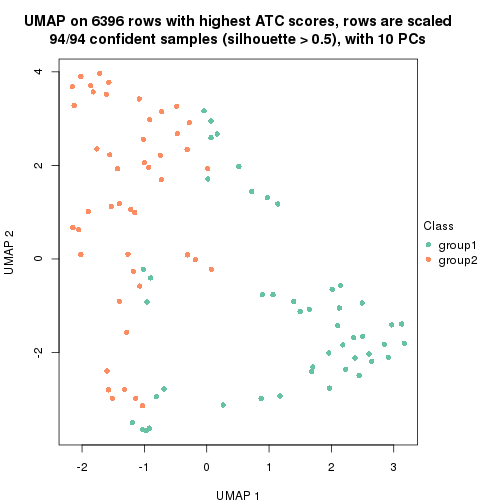 UMAP on 6396 rows with highest ATC scores, rows are scaled
94/94 confident samples (silhouette > 0.5), with 10 PCs
4
2
0
-2
UMAP 2
-2 -1 0 1 2 3
UMAP 1
Class
group1
group2